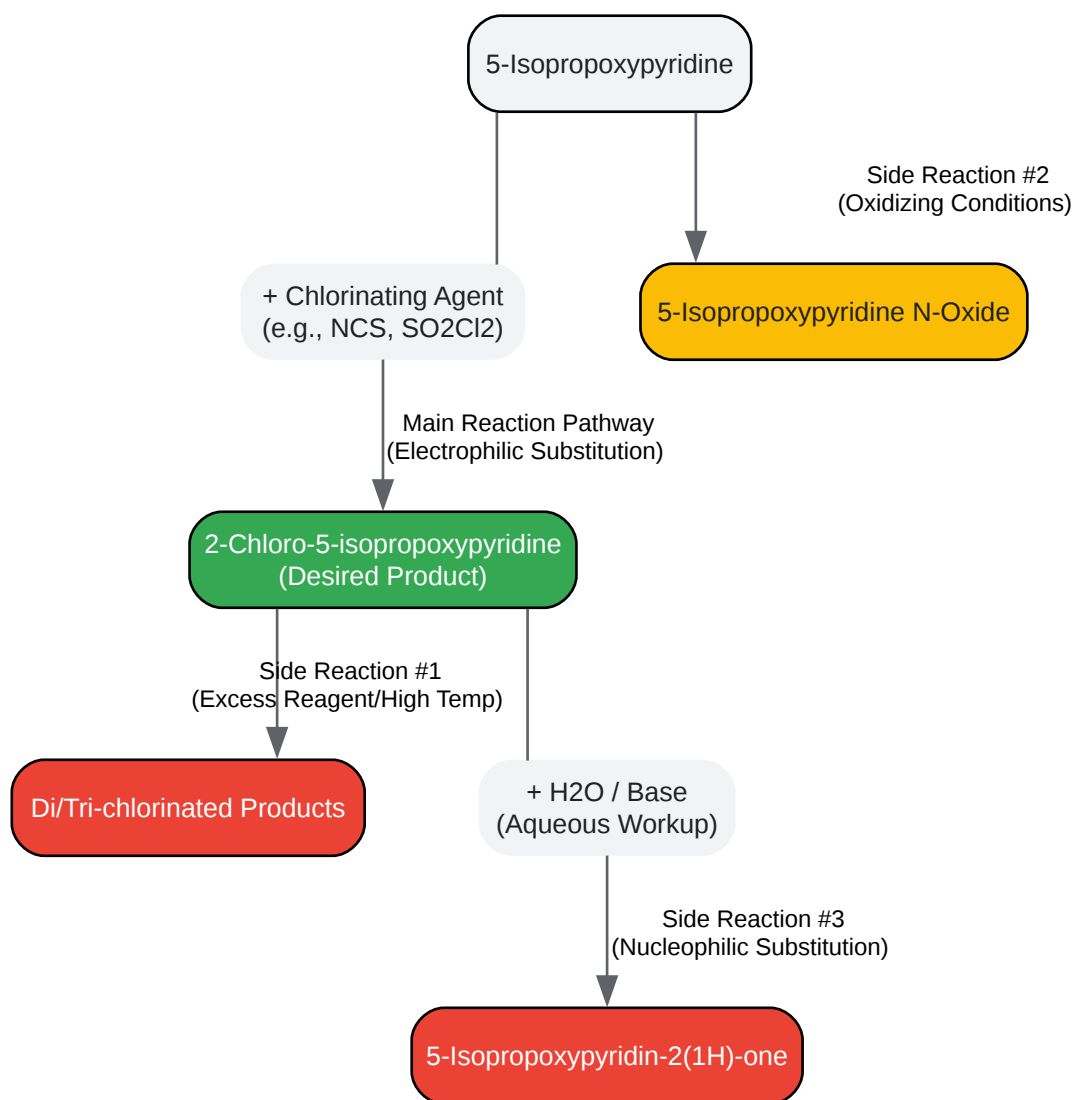 5-Isopropoxypyridine
Side Reaction #2
(Oxidizing Conditions)
+ Chlorinating Agent
(e.g., NCS, SO2Cl2)
5-Isopropoxypyridine N-Oxide
Main Reaction Pathway
(Electrophilic Substitution)
2-Chloro-5-isopropoxypyridine
(Desired Product)
Side Reaction #1
(Excess Reagent/High Temp)
Di/Tri-chlorinated Products
+ H2O / Base
(Aqueous Workup)
Side Reaction #3
(Nucleophilic Substitution)
5-Isopropoxypyridin-2(1H)-one